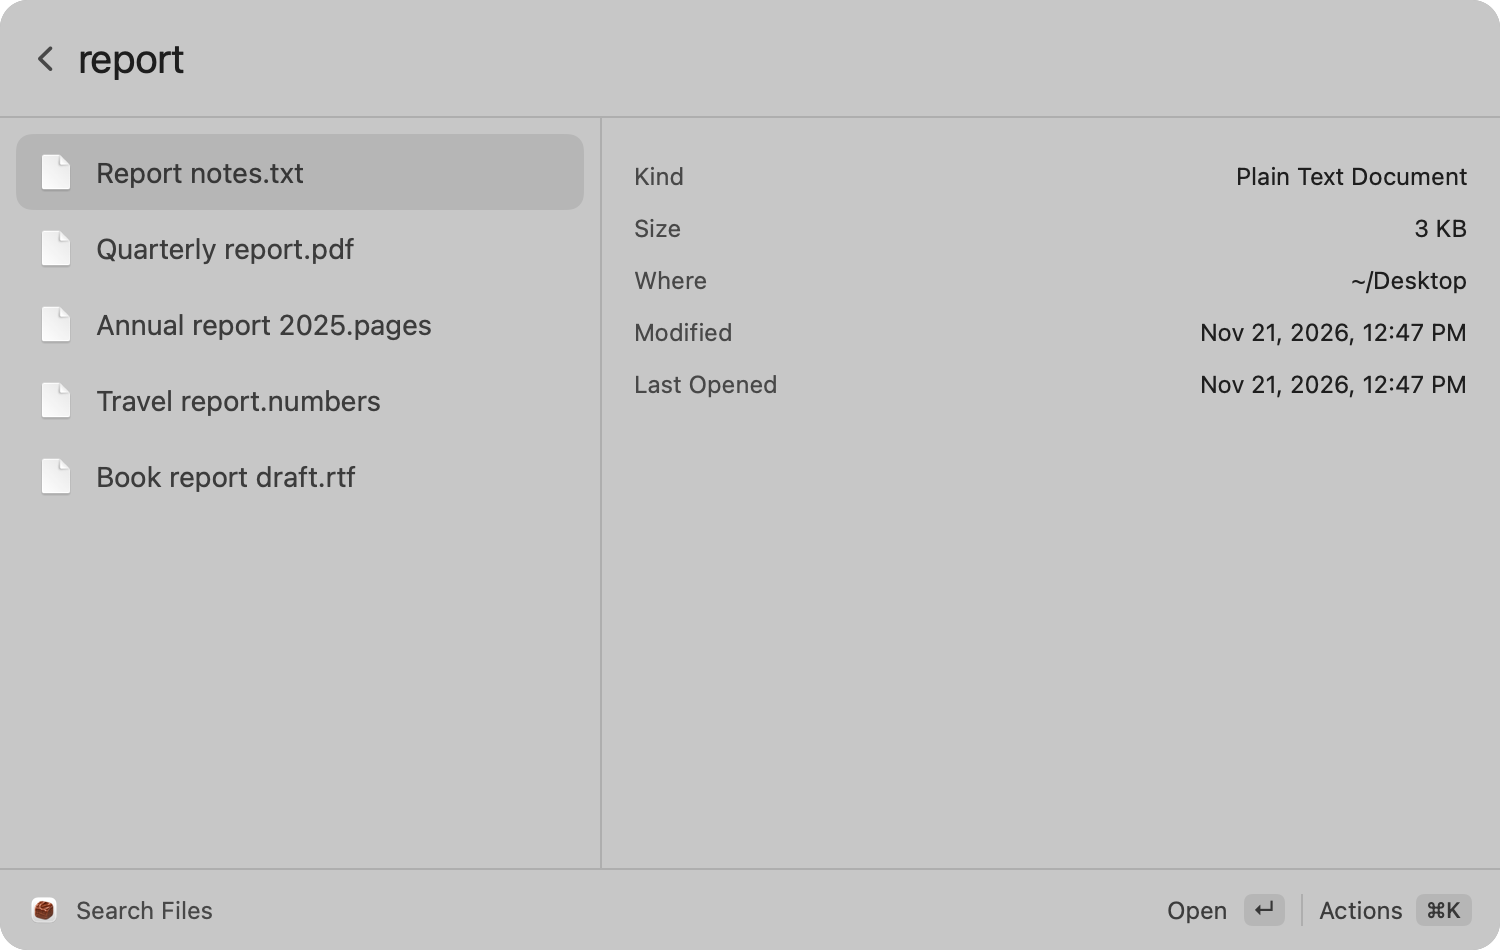 report
Report notes.txt
Quarterly report.pdf
Annual report 2025.pages
Travel report.numbers
Book report draft.rtf
Kind Plain Text Document
Size 3 KB
Where ~/Desktop
Modified Nov 21, 2026, 12:47 PM
Last Opened Nov 21, 2026, 12:47 PM
Search Files Open ↵ Actions ⌘K